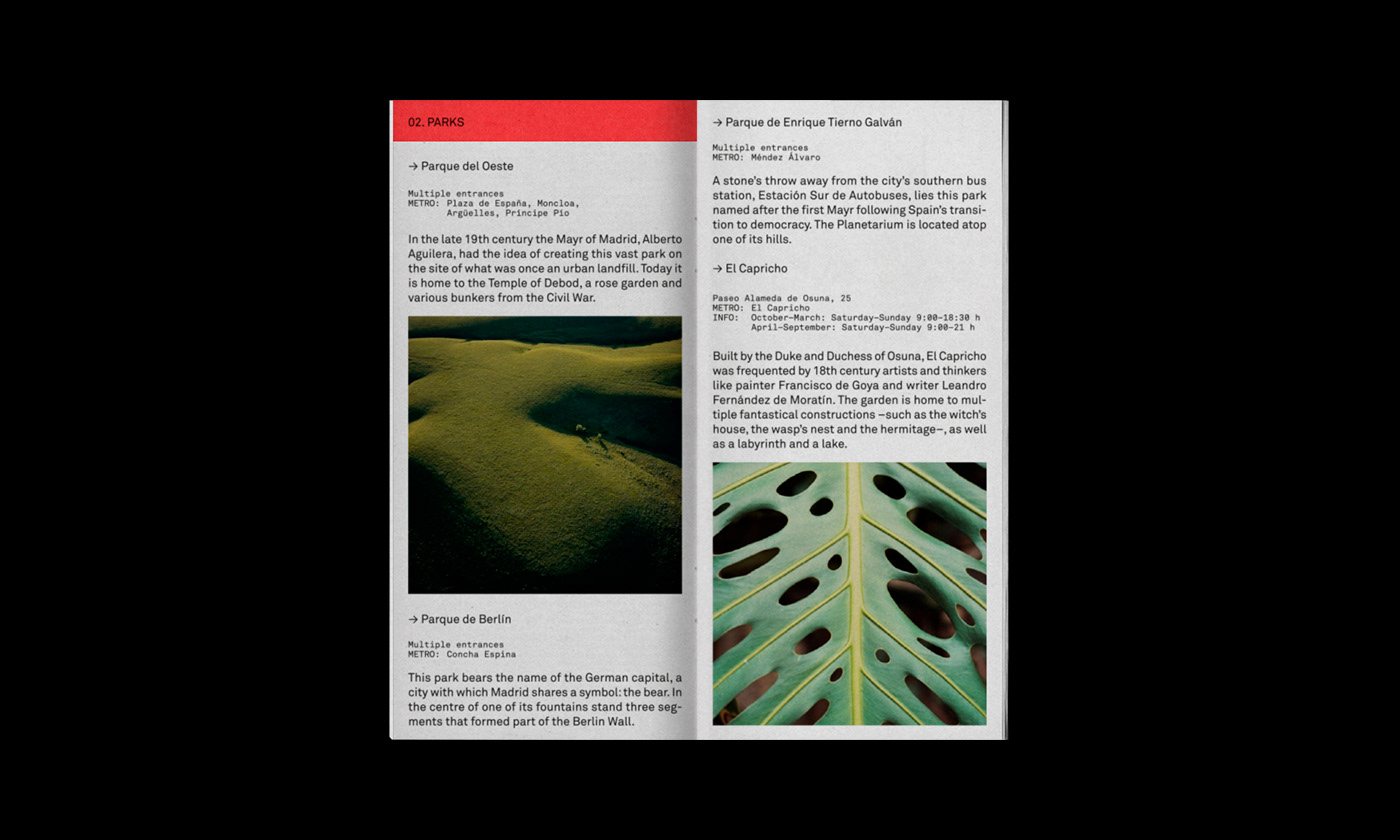 02. PARKS
→ Parque del Oeste
Multiple entrances
METRO: Plaza de España, Moncloa,
Argüelles, Príncipe Pío
In the late 19th century the Mayr of Madrid, Alberto
Aguilera, had the idea of creating this vast park on
the site of what was once an urban landfill. Today it
is home to the Temple of Debod, a rose garden and
various bunkers from the Civil War.
→ Parque de Berlín
Multiple entrances
METRO: Concha Espina
This park bears the name of the German capital, a
city with which Madrid shares a symbol: the bear. In
the centre of one of its fountains stand three seg-
ments that formed part of the Berlin Wall.
→ Parque de Enrique Tierno Galván
Multiple entrances
METRO: Méndez Álvaro
A stone's throw away from the city's southern bus
station, Estación Sur de Autobuses, lies this park
named after the first Mayr following Spain's transi-
tion to democracy. The Planetarium is located atop
one of its hills.
→ El Capricho
Paseo Alameda de Osuna, 25
METRO: El Capricho
INFO: October–March: Saturday–Sunday 9:00–18:30 h
April–September: Saturday–Sunday 9:00–21 h
Built by the Duke and Duchess of Osuna, El Capricho
was frequented by 18th century artists and thinkers
like painter Francisco de Goya and writer Leandro
Fernández de Moratín. The garden is home to mul-
tiple fantastical constructions –such as the witch's
house, the wasp's nest and the hermitage–, as well
as a labyrinth and a lake.